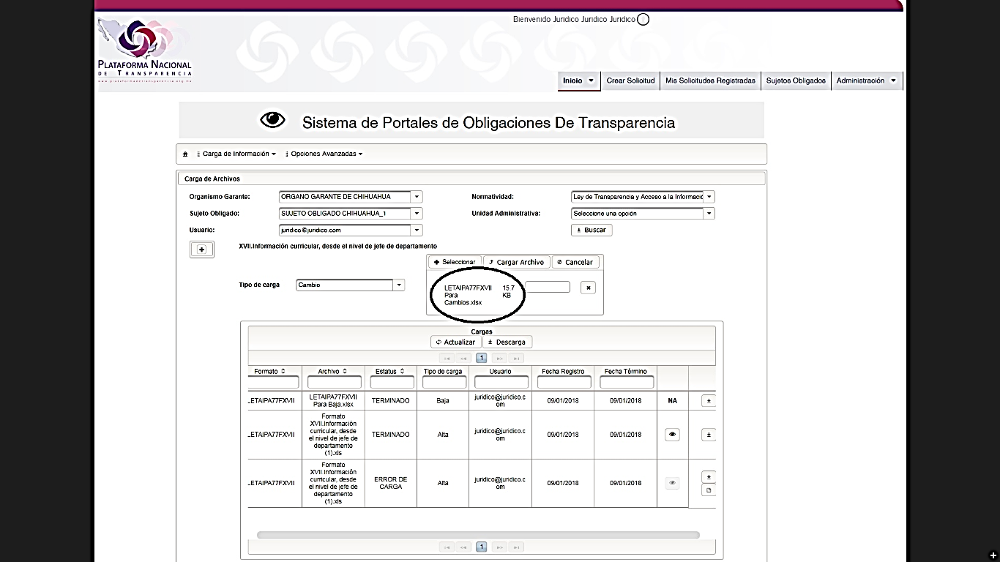 Bienvenido Juridico Juridico Juridico
PLATAFORMA NACIONAL
DE TRANSPARENCIA
www.plataformadetransparencia.org.mx
Inicio Crear Solicitud Mis Solicitudes Registradas Sujetos Obligados Administración
Sistema de Portales de Obligaciones De Transparencia
Carga de Información Opciones Avanzadas
Carga de Archivos
Organismo Garante: ORGANO GARANTE DE CHIHUAHUA Normatividad: Ley de Transparencia y Acceso a la Informació
Sujeto Obligado: SUJETO OBLIGADO CHIHUAHUA_1 Unidad Administrativa: Seleccione una opción
Usuario: juridico@juridico.com Buscar
XVII.Información curricular, desde el nivel de jefe de departamento
Seleccionar Cargar Archivo Cancelar
Tipo de carga Cambio
LETAIPA77FXVII 15.7
Para KB
Cambios.xlsx
Cargas
Actualizar Descarga
1
Formato Archivo Estatus Tipo de carga Usuario Fecha Registro Fecha Término
LETAIPA77FXVII LETAIPA77FXVII Para Baja.xlsx TERMINADO Baja juridico@juridico.com 09/01/2018 09/01/2018 NA
LETAIPA77FXVII Formato XVII.Información curricular, desde el nivel de jefe de departamento (1).xls TERMINADO Alta juridico@juridico.com 09/01/2018 09/01/2018
LETAIPA77FXVII Formato XVII.Información curricular, desde el nivel de jefe de departamento (1).xls ERROR DE CARGA Alta juridico@juridico.com 09/01/2018 09/01/2018
1